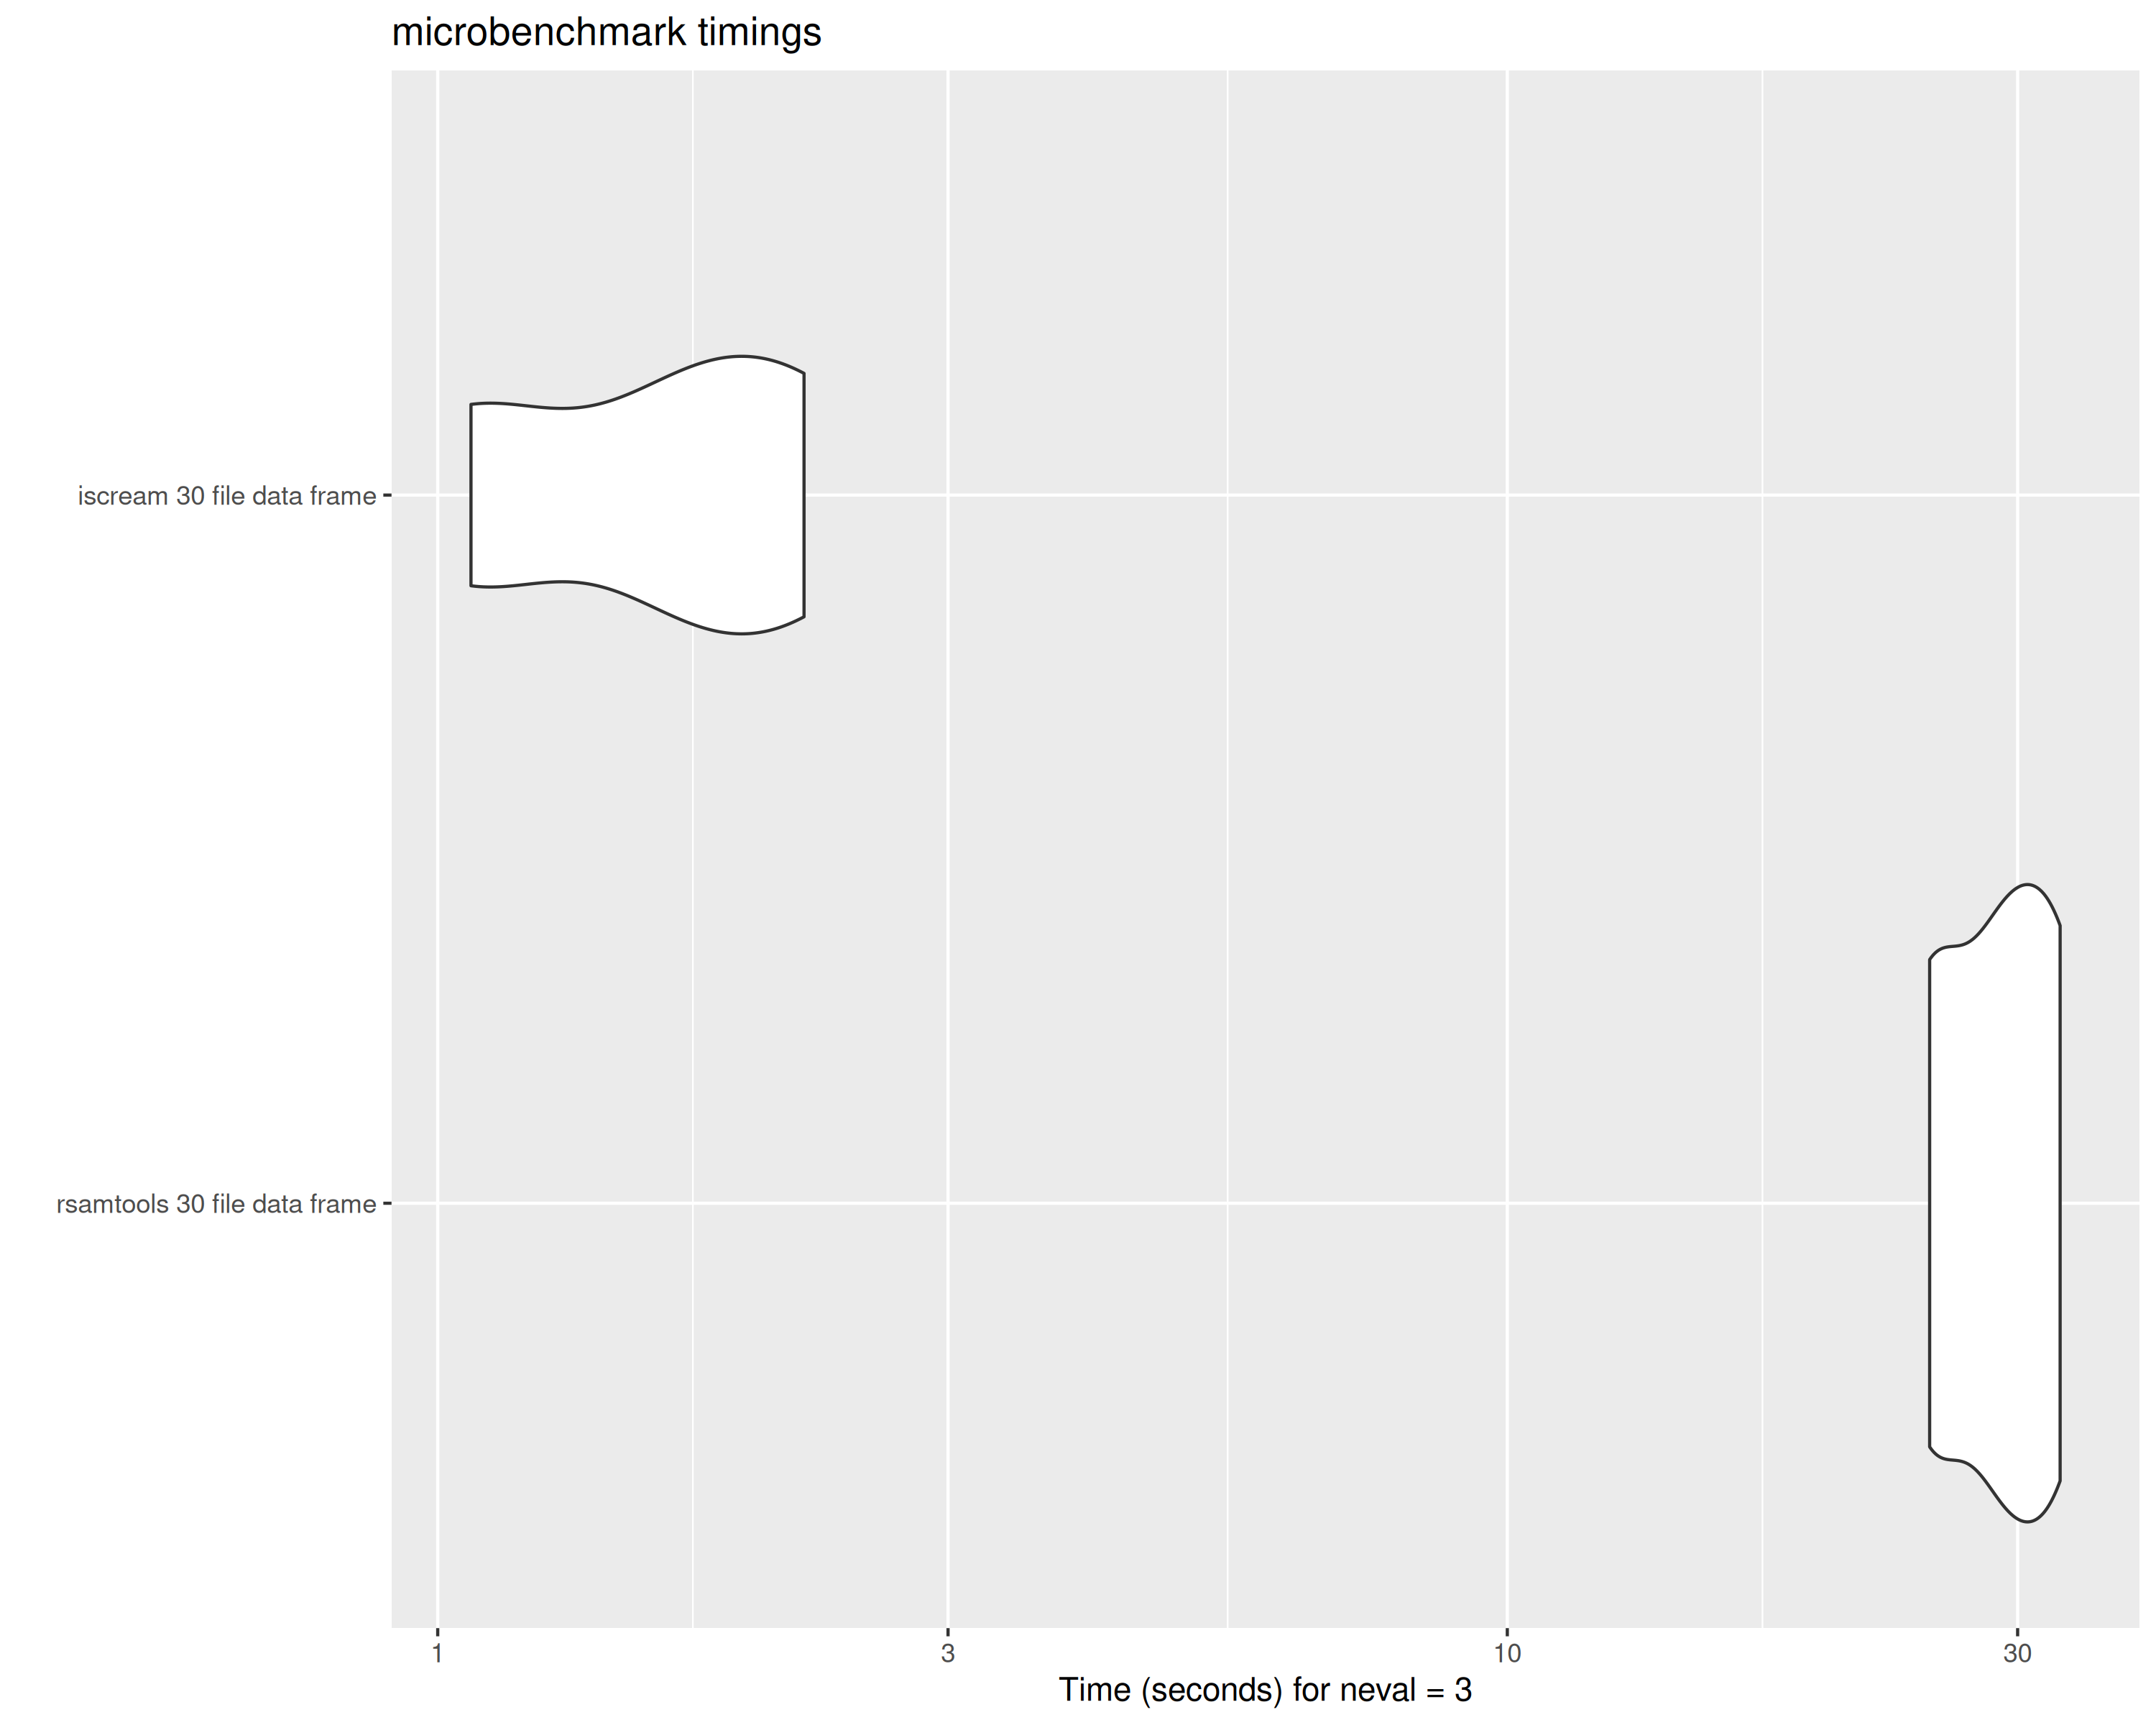 microbenchmark timings
iscream 30 file data frame
rsamtools 30 file data frame
1 3 10 30
Time (seconds) for neval = 3